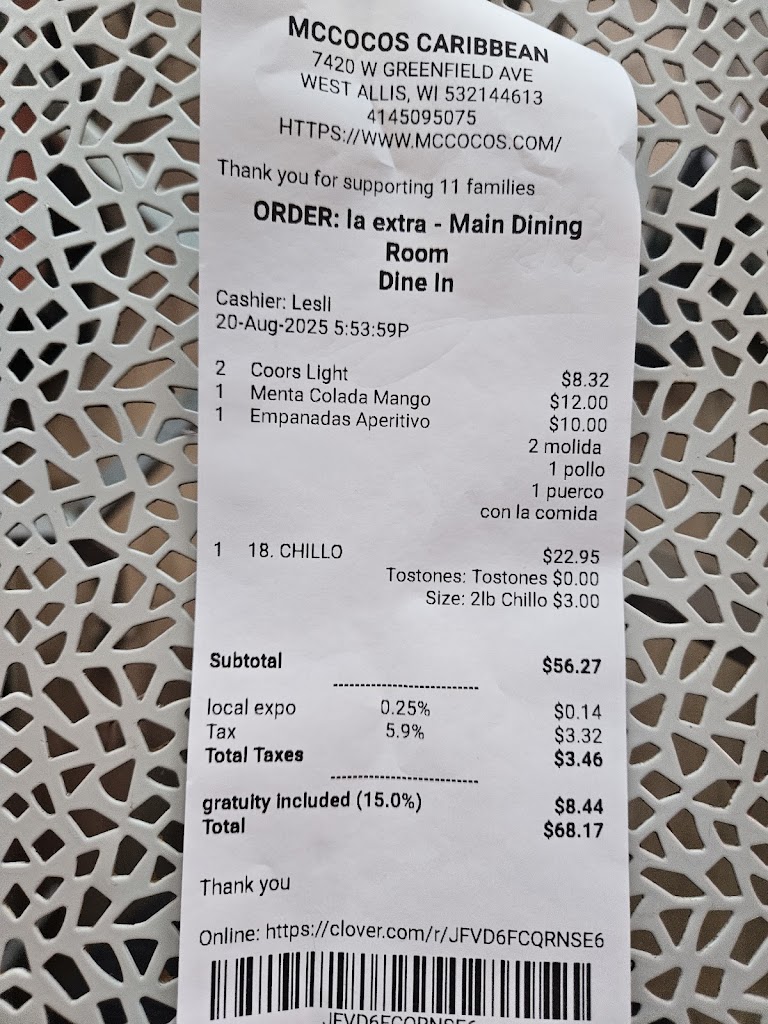 MCCOCOS CARIBBEAN
7420 W GREENFIELD AVE
WEST ALLIS, WI 532144613
4145095075
HTTPS://WWW.MCCOCOS.COM/
Thank you for supporting 11 families
ORDER: la extra - Main Dining
Room
Dine In
Cashier: Lesli
20-Aug-2025 5:53:59P
2 Coors Light $8.32
1 Menta Colada Mango $12.00
1 Empanadas Aperitivo $10.00
2 molida
1 pollo
1 puerco
con la comida
1 18. CHILLO $22.95
Tostones: Tostones $0.00
Size: 2lb Chillo $3.00
Subtotal $56.27
local expo 0.25% $0.14
Tax 5.9% $3.32
Total Taxes $3.46
gratuity included (15.0%) $8.44
Total $68.17
Thank you
Online: https://clover.com/r/JFVD6FCQRNSE6
JFVD6FCQRNSE6